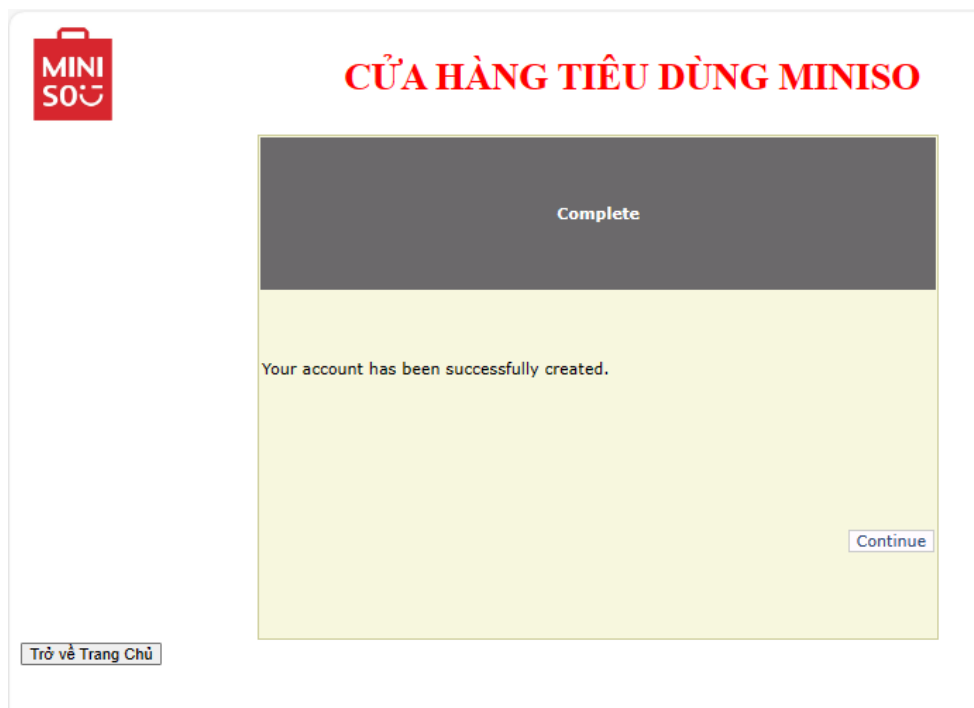 MINI
SO
CỬA HÀNG TIÊU DÙNG MINISO
Complete
Your account has been successfully created.
Continue
Trở về Trang Chủ